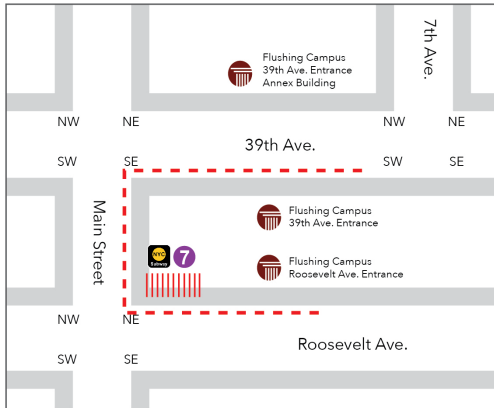 7th Ave.
Flushing Campus
39th Ave. Entrance
Annex Building
NW NE NW NE
39th Ave.
SW SE SW SE
Main Street
Flushing Campus
39th Ave. Entrance
NYC
Subway
7
Flushing Campus
Roosevelt Ave. Entrance
NW NE
Roosevelt Ave.
SW SE